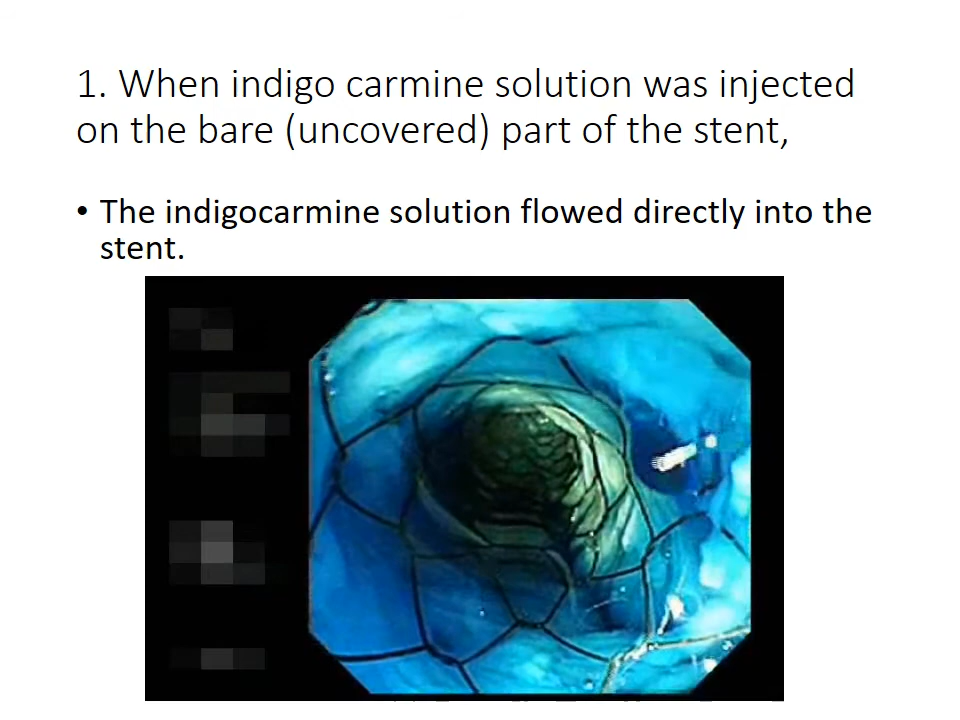 1. When indigo carmine solution was injected
on the bare (uncovered) part of the stent,
• The indigocarmine solution flowed directly into the
stent.